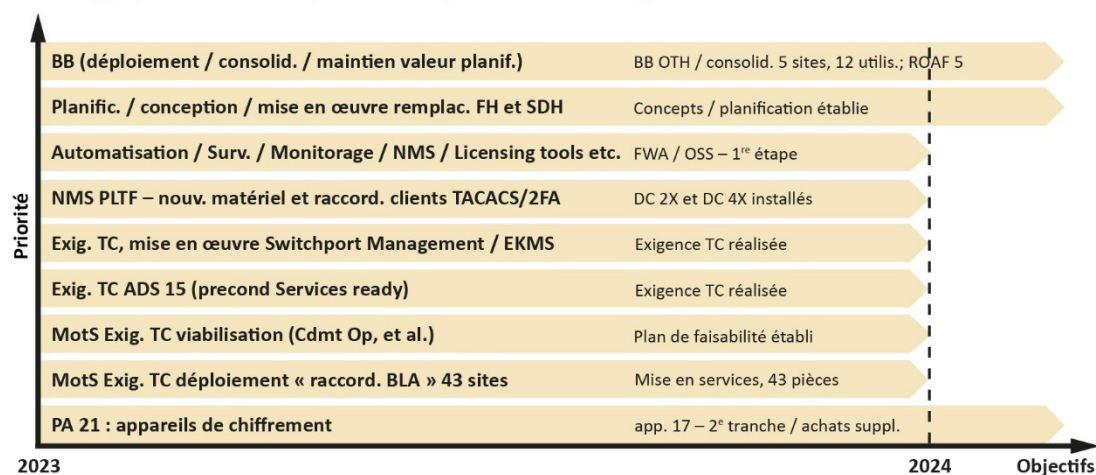 BB (déploiement / consolid. / maintien valeur planif.) BB OTH / consolid. 5 sites, 12 utilis.; ROAF 5
Planific. / conception / mise en œuvre remplac. FH et SDH Concepts / planification établie
Automatisation / Surv. / Monitorage / NMS / Licensing tools etc. FWA / OSS – 1re étape
NMS PLTF – nouv. matériel et raccord. clients TACACS/2FA DC 2X et DC 4X installés
Exig. TC, mise en œuvre Switchport Management / EKMS Exigence TC réalisée
Exig. TC ADS 15 (precond Services ready) Exigence TC réalisée
MotS Exig. TC viabilisation (Cdmt Op, et al.) Plan de faisabilité établi
MotS Exig. TC déploiement « raccord. BLA » 43 sites Mise en services, 43 pièces
PA 21 : appareils de chiffrement app. 17 – 2e tranche / achats suppl.
Priorité
2023 2024 Objectifs